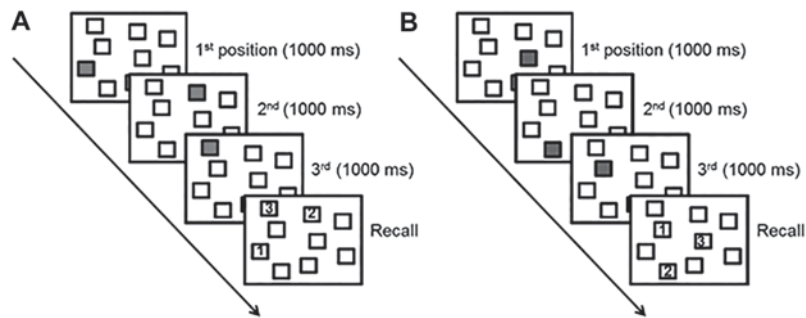 A
1st position (1000 ms)
2nd (1000 ms)
3rd (1000 ms)
3 2
1
Recall
B
1st position (1000 ms)
2nd (1000 ms)
3rd (1000 ms)
1
3
2
Recall